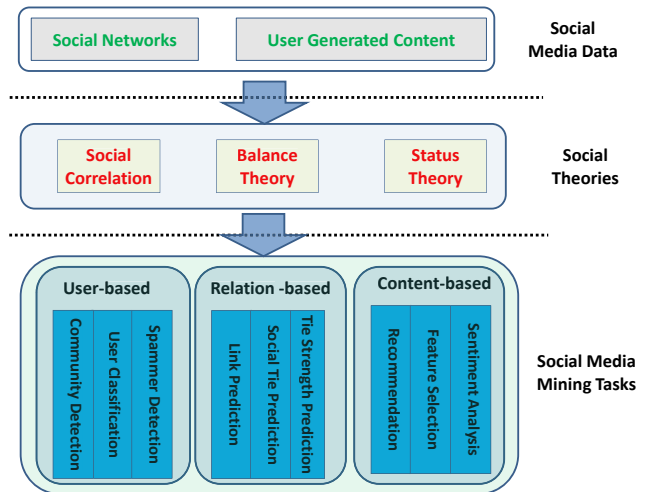 Social Networks
User Generated Content
Social
Media Data
Social
Correlation
Balance
Theory
Status
Theory
Social
Theories
User-based
Community Detection
User Classification
Spammer Detection
Relation -based
Link Prediction
Social Tie Prediction
Tie Strength Prediction
Content-based
Recommendation
Feature Selection
Sentiment Analysis
Social Media
Mining Tasks